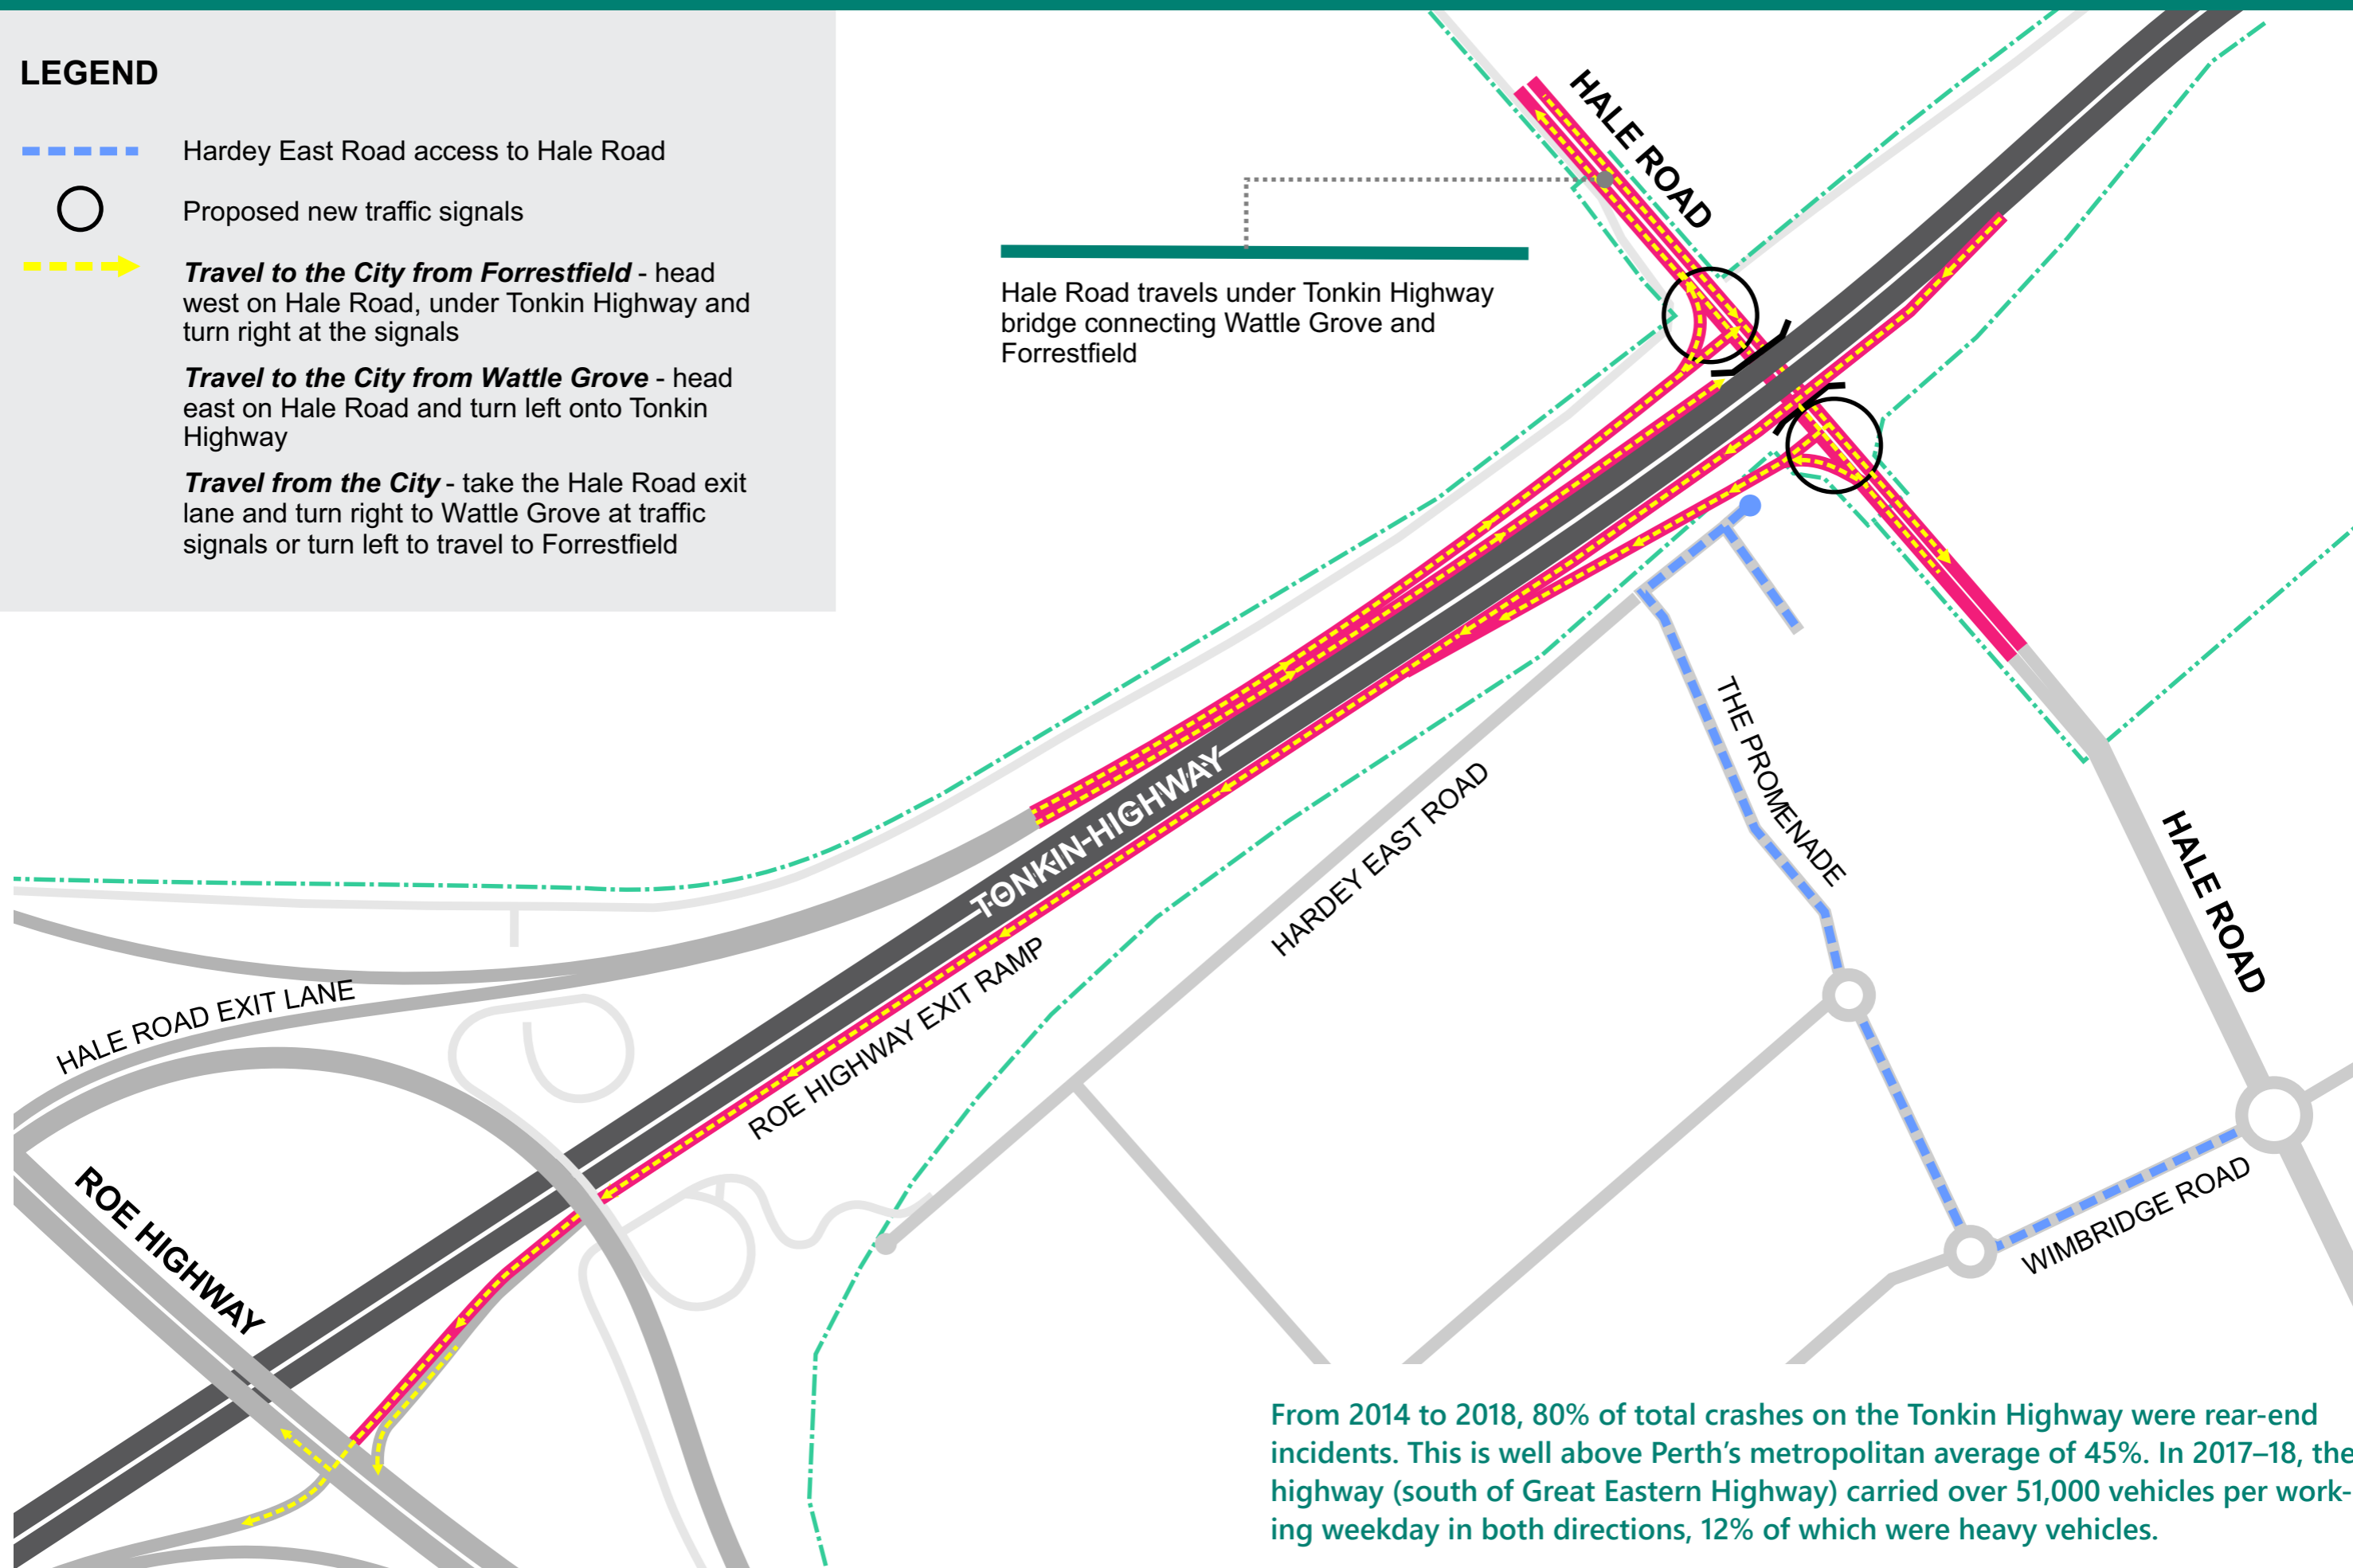 LEGEND
Hardey East Road access to Hale Road
Proposed new traffic signals
Travel to the City from Forrestfield - head
west on Hale Road, under Tonkin Highway and
turn right at the signals
Travel to the City from Wattle Grove - head
east on Hale Road and turn left onto Tonkin
Highway
Travel from the City - take the Hale Road exit
lane and turn right to Wattle Grove at traffic
signals or turn left to travel to Forrestfield
HALE ROAD
Hale Road travels under Tonkin Highway
bridge connecting Wattle Grove and
Forrestfield
THE PROMENADE
TONKIN HIGHWAY
HARDEY EAST ROAD
HALE ROAD
HALE ROAD EXIT LANE
ROE HIGHWAY EXIT RAMP
ROE HIGHWAY
WIMBRIDGE ROAD
From 2014 to 2018, 80% of total crashes on the Tonkin Highway were rear-end
incidents. This is well above Perth's metropolitan average of 45%. In 2017–18, the
highway (south of Great Eastern Highway) carried over 51,000 vehicles per work-
ing weekday in both directions, 12% of which were heavy vehicles.